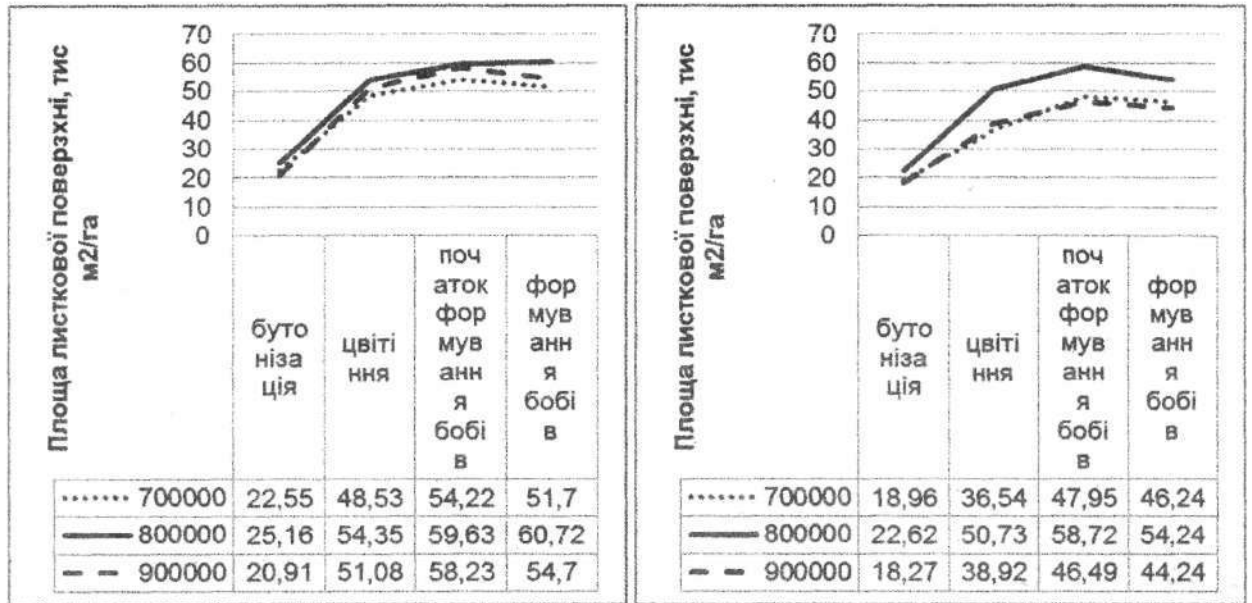 Площа листкової поверзхні, тис
м2/га
70
60
50
40
30
20
10
0
буто
ніза
ція
цвіті
ння
поч
аток
фор
мув
анн
я
бобі
в
фор
мув
анн
я
бобі
в
700000 22,55 48,53 54,22 51,7
800000 25,16 54,35 59,63 60,72
900000 20,91 51,08 58,23 54,7
Площа листкової поверзхні, тис
м2/га
70
60
50
40
30
20
10
0
буто
ніза
ція
цвіті
ння
поч
аток
фор
мув
анн
я
бобі
в
фор
мув
анн
я
бобі
в
700000 18,96 36,54 47,95 46,24
800000 22,62 50,73 58,72 54,24
900000 18,27 38,92 46,49 44,24